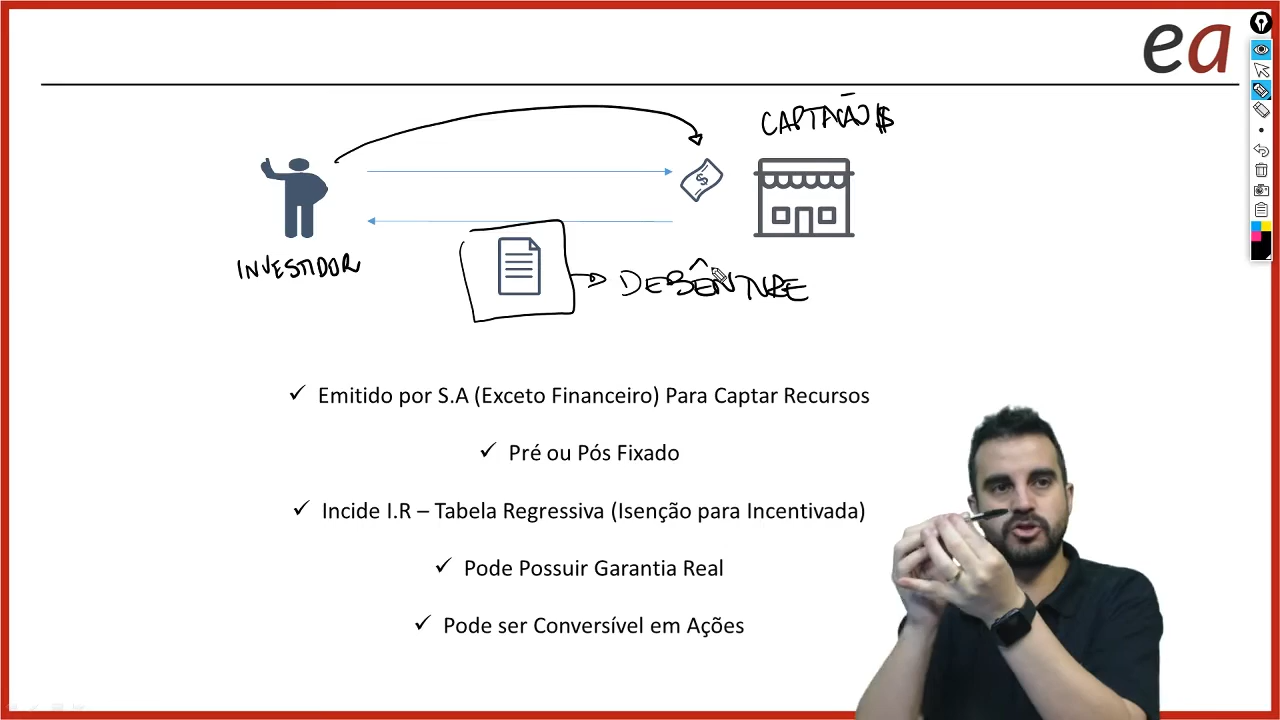 ea
CAPTAÇÃO $
$
INVESTIDOR
DEBÊNTURE
✓ Emitido por S.A (Exceto Financeiro) Para Captar Recursos
✓ Pré ou Pós Fixado
✓ Incide I.R – Tabela Regressiva (Isenção para Incentivada)
✓ Pode Possuir Garantia Real
✓ Pode ser Conversível em Ações